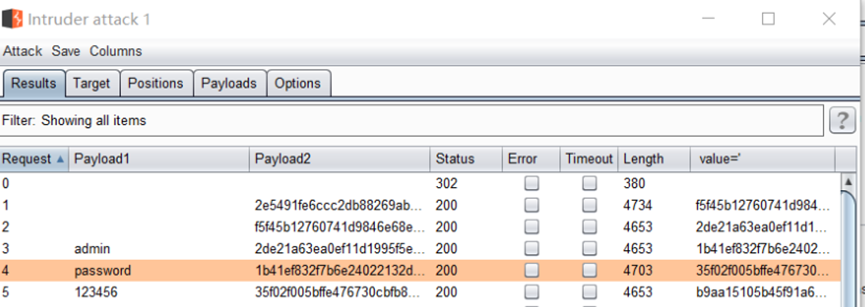 Intruder attack 1
Attack Save Columns
Results Target Positions Payloads Options
Filter: Showing all items ?
Request Payload1 Payload2 Status Error Timeout Length value='
0 302 380
1 2e5491fe6ccc2db88269ab... 200 4734 f5f45b12760741d984...
2 f5f45b12760741d9846e68e... 200 4653 2de21a63ea0ef11d1...
3 admin 2de21a63ea0ef11d1995f5e... 200 4653 1b41ef832f7b6e2402...
4 password 1b41ef832f7b6e24022132d... 200 4703 35f02f005bffe476730...
5 123456 35f02f005bffe476730cbfb8... 200 4653 b9aa15105b45f91a6...